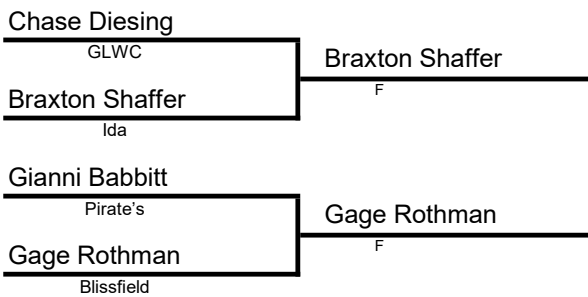 Chase Diesing
GLWC
Braxton Shaffer
F
Braxton Shaffer
Ida
Gianni Babbitt
Pirate’s
Gage Rothman
F
Gage Rothman
Blissfield